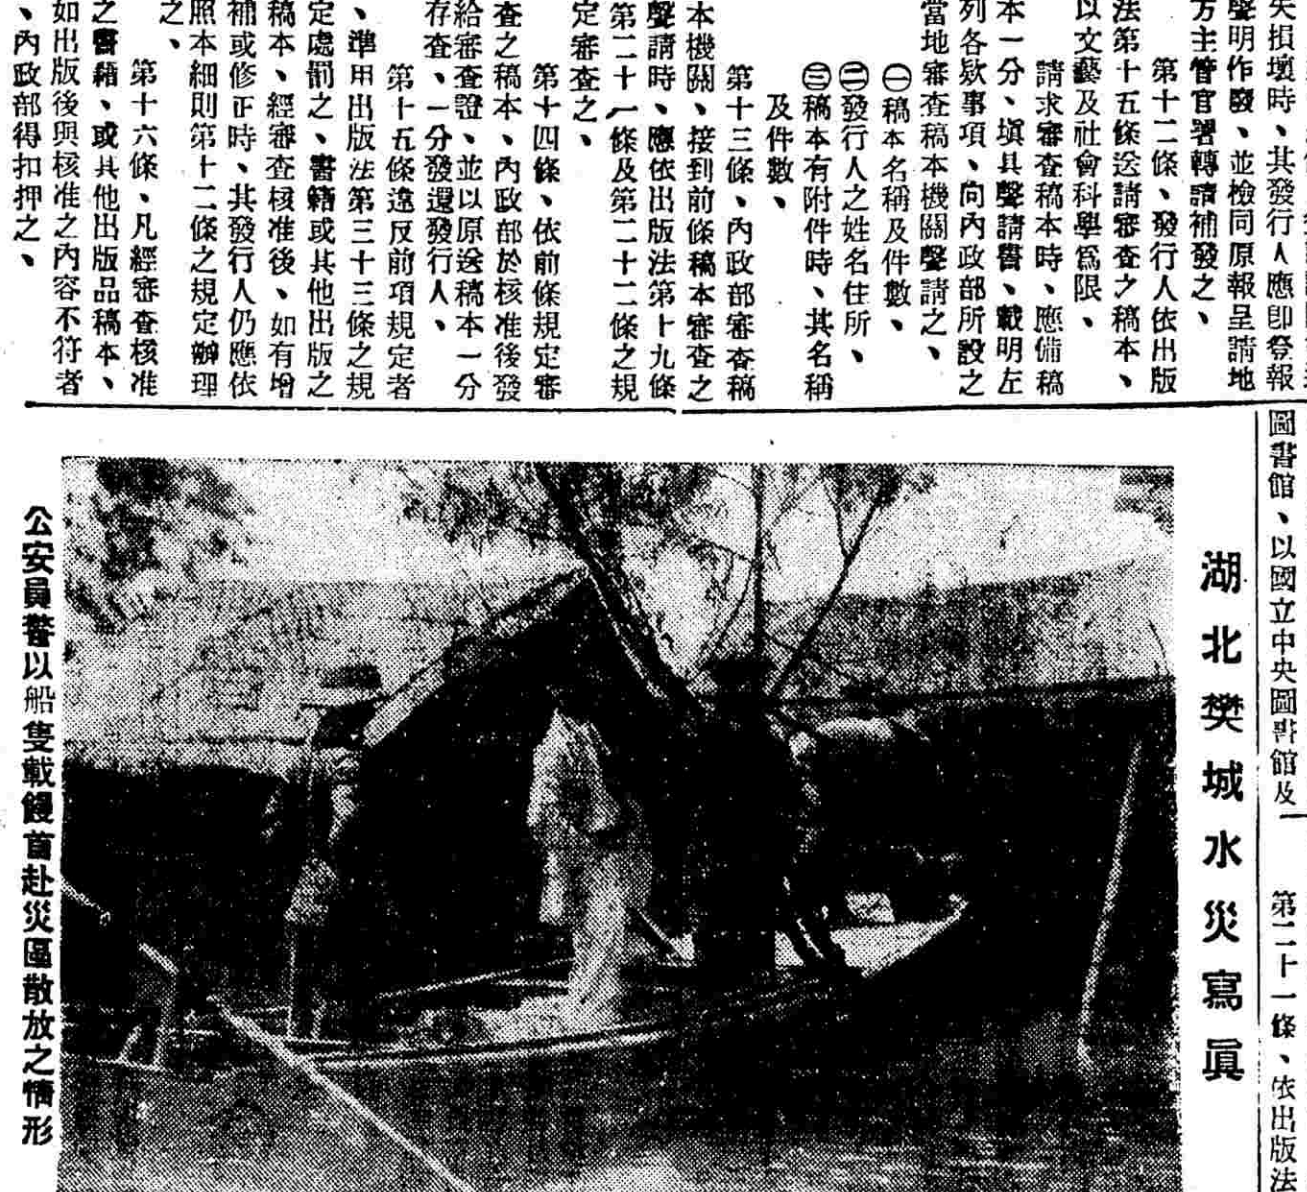 失損壞時、其發行人應卽登報
聲明作廢、並檢同原報呈請地
方主管官署轉請補發之、
第十二條、發行人依出版
法第十五條送請審查之稿本、
以文藝及社會科學爲限、
請求審查稿本時、應備稿
本一分、塡具聲請書、載明左
列各欵事項、向內政部所設之
當地審查稿本機關聲請之、
㊀稿本名稱及件數、
㊁發行人之姓名住所、
㊂稿本有附件時、其名稱
及件數、
第十三條、內政部審查稿
本機關、接到前條稿本審查之
聲請時、應依出版法第十九條
第二十一條及第二十二條之規
定審查之、
第十四條、依前條規定審
查之稿本、內政部於核准後發
給審查證、並以原送稿本一分
存查、一分發還發行人、
第十五條違反前項規定者
、準用出版法第三十三條之規
定處罰之、書籍或其他出版之
稿本、經審查核准後、如有增
補或修正時、其發行人仍應依
照本細則第十二條之規定辦理
之、
第十六條、凡經審查核准
之書籍、或其他出版品稿本、
如出版後與核准之內容不符者
、內政部得扣押之、
圖書館、以國立中央圖書館及
第二十一條、依出版法
湖北樊城水災寫眞
公安員警以船隻載饅首赴災區散放之情形